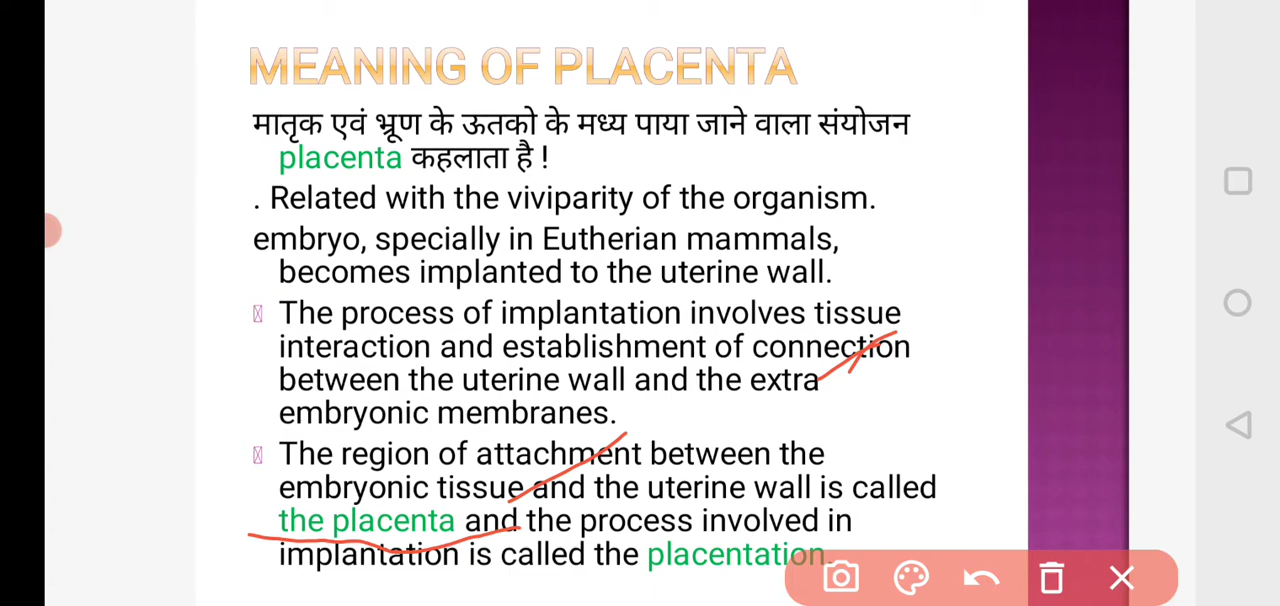 MEANING OF PLACENTA
मातृक एवं भ्रूण के ऊतको के मध्य पाया जाने वाला संयोजन
placenta कहलाता है !
. Related with the viviparity of the organism.
embryo, specially in Eutherian mammals,
becomes implanted to the uterine wall.
The process of implantation involves tissue
interaction and establishment of connection
between the uterine wall and the extra
embryonic membranes.
The region of attachment between the
embryonic tissue and the uterine wall is called
the placenta and the process involved in
implantation is called the placentation.